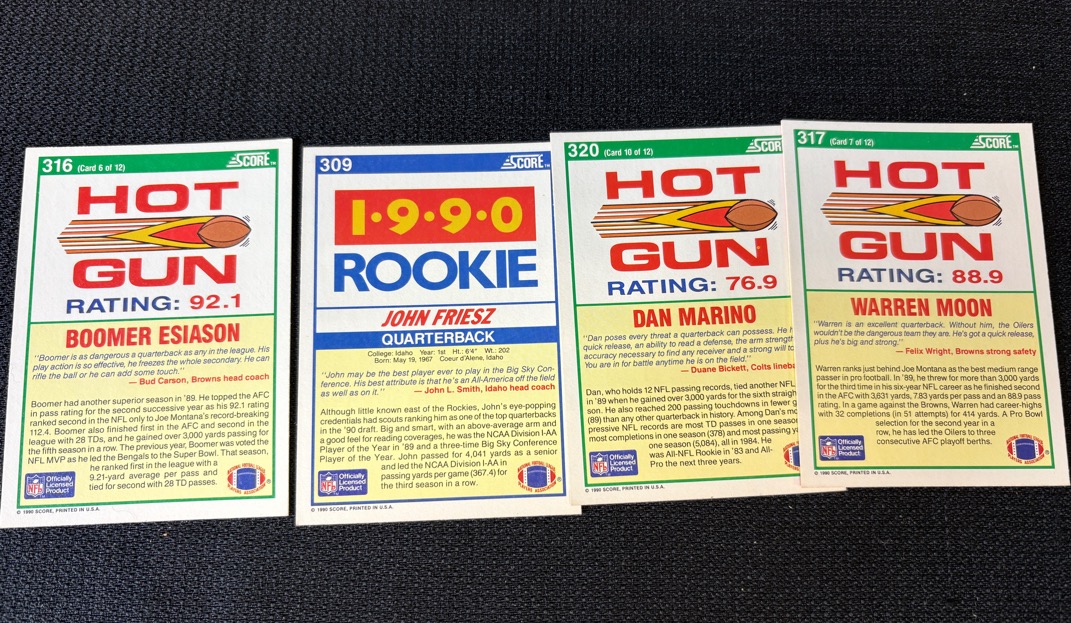 316 (Card 6 of 12)
SCORE™
HOT
GUN
RATING: 92.1
BOOMER ESIASON
"Boomer is as dangerous a quarterback as any in the league. His
play action is so effective, he freezes the whole secondary. He can
rifle the ball or he can add some touch."
— Bud Carson, Browns head coach
Boomer had another superior season in '89. He topped the AFC
in pass rating for the second successive year as his 92.1 rating
ranked second in the NFL only to Joe Montana's record-breaking
112.4. Boomer also finished first in the AFC and second in the
league with 28 TDs, and he gained over 3,000 yards passing for
the fifth season in a row. The previous year, Boomer was voted the
NFL MVP as he led the Bengals to the Super Bowl. That season,
he ranked first in the league with a
9.21-yard average per pass and
tied for second with 28 TD passes.
NFL
Officially
Licensed
Product
© 1990 SCORE, PRINTED IN U.S.A.
309
SCORE™
1·9·9·0
ROOKIE
JOHN FRIESZ
QUARTERBACK
College: Idaho Year: 1st Ht.: 6'4" Wt.: 202
Born: May 19, 1967 Coeur d'Alene, Idaho
"John may be the best player ever to play in the Big Sky Con-
ference. His best attribute is that he's an All-America off the field
as well as on it."
— John L. Smith, Idaho head coach
Although little known east of the Rockies, John's eye-popping
credentials had scouts ranking him as one of the top quarterbacks
in the '90 draft. Big and smart, with an above-average arm and
a good feel for reading coverages, he was the NCAA Division I-AA
Player of the Year in '89 and a three-time Big Sky Conference
Player of the Year. John passed for 4,041 yards as a senior
and led the NCAA Division I-AA in
passing yards per game (367.4) for
the third season in a row.
NFL
Officially
Licensed
Product
© 1990 SCORE, PRINTED IN U.S.A.
320 (Card 10 of 12)
SCOR
HOT
GUN
RATING: 76.9
DAN MARINO
"Dan poses every threat a quarterback can possess. He h
quick release, an ability to read a defense, the arm strengt
accuracy necessary to find any receiver and a strong will to
You are in for battle anytime he is on the field."
— Duane Bickett, Colts lineba
Dan, who holds 12 NFL passing records, tied another NFL
in '89 when he gained over 3,000 yards for the sixth straigh
son. He also reached 200 passing touchdowns in fewer g
(89) than any other quarterback in history. Among Dan's mo
pressive NFL records are most TD passes in one seaso
most completions in one season (378) and most passing ya
one season (5,084), all in 1984. He
was All-NFL Rookie in '83 and All-
Pro the next three years.
NFL
Officially
Licensed
Product
© 1990 SCORE, PRINTED IN U.S.A.
317 (Card 7 of 12)
SCORE™
HOT
GUN
RATING: 88.9
WARREN MOON
"Warren is an excellent quarterback. Without him, the Oilers
wouldn't be the dangerous team they are. He's got a quick release,
plus he's big and strong."
— Felix Wright, Browns strong safety
Warren ranks just behind Joe Montana as the best medium range
passer in pro football. In '89, he threw for more than 3,000 yards
for the third time in his six-year NFL career as he finished second
in the AFC with 3,631 yards, 7.83 yards per pass and an 88.9 pass
rating. In a game against the Browns, Warren had career-highs
with 32 completions (in 51 attempts) for 414 yards. A Pro Bowl
selection for the second year in a
row, he has led the Oilers to three
consecutive AFC playoff berths.
NFL
Officially
Licensed
Product
© 1990 SCORE, PRINTED IN U.S.A.